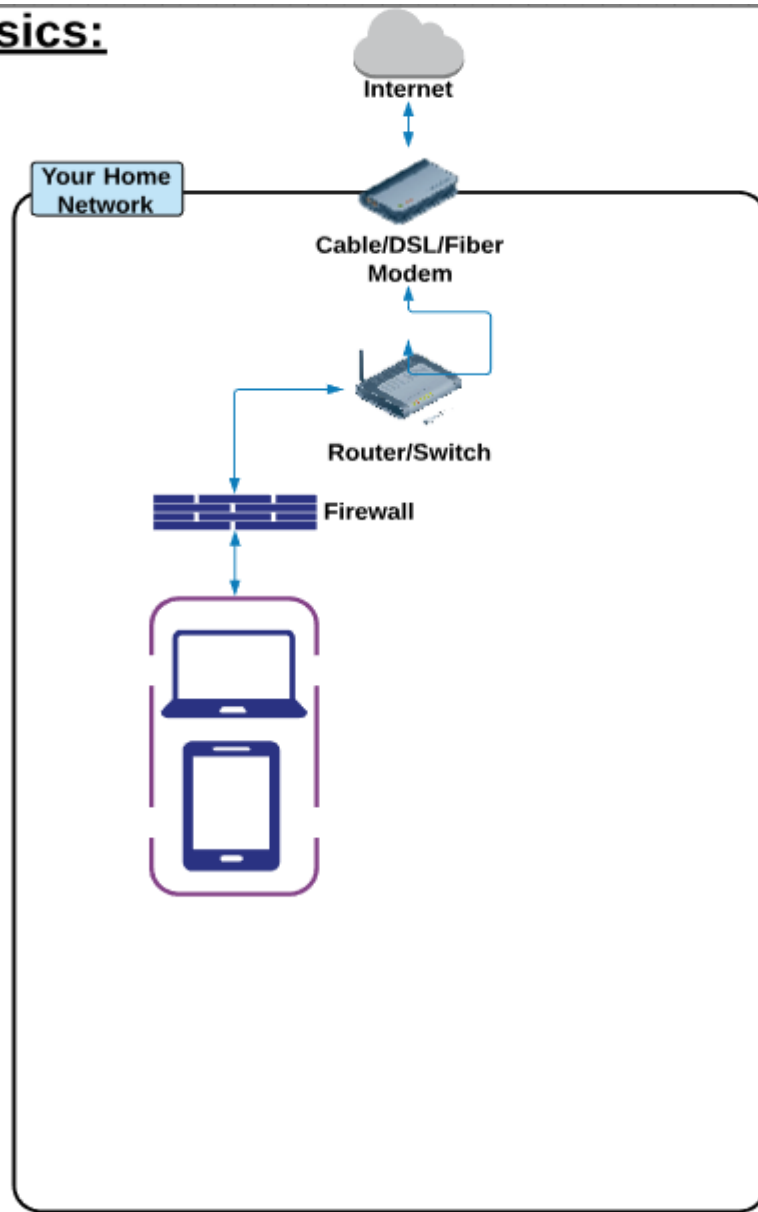 sics:
Internet
Your Home
Network
Cable/DSL/Fiber
Modem
Router/Switch
Firewall